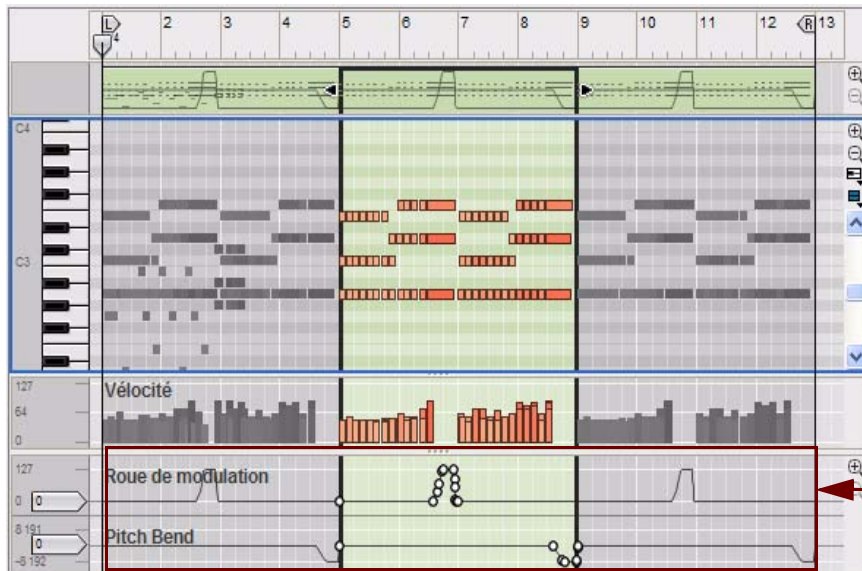 L 2 3 4 5 6 7 8 9 10 11 12 R 13
4
C4
C3
127
64
0
Vélocité
127
0 0
Roue de modulation
8 191
0
-8 192
Pitch Bend